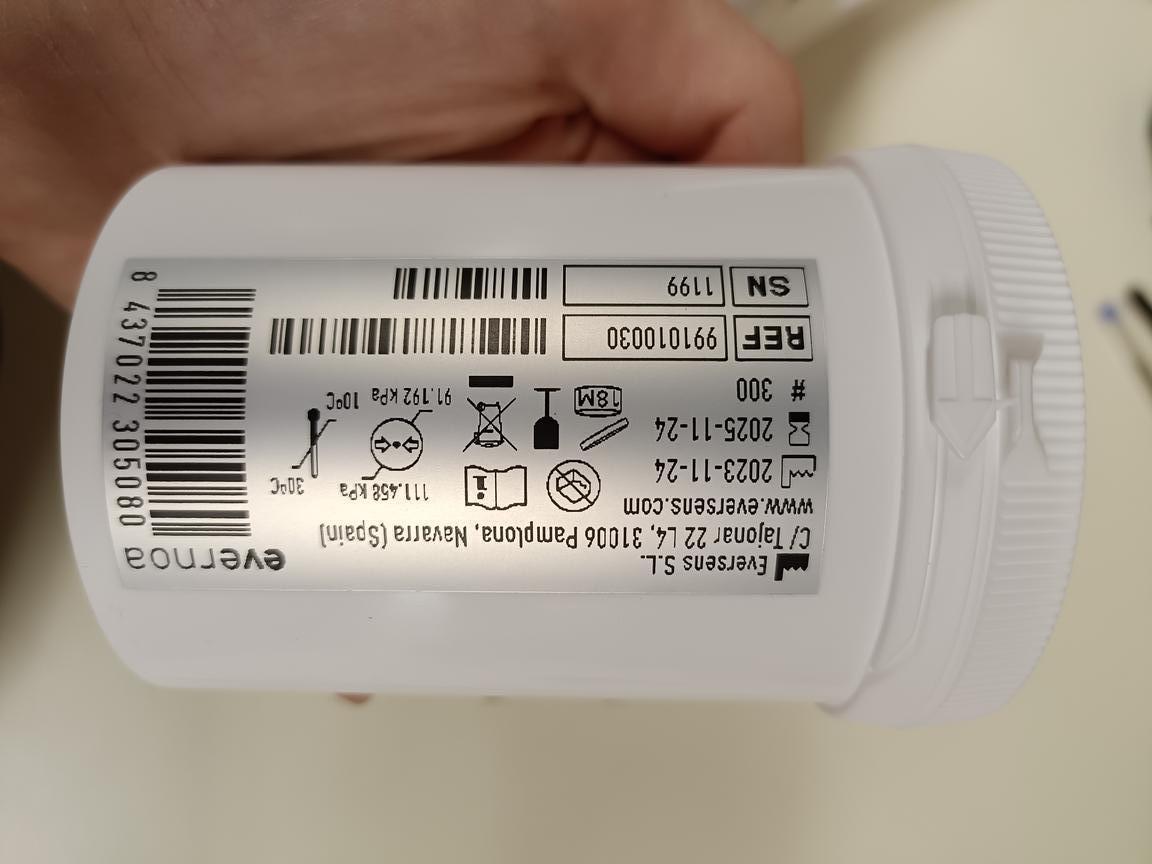 evernoa
Eversens S.L.
C/ Tajonar 22 L4, 31006 Pamplona, Navarra (Spain)
www.eversens.com
2023-11-24
2025-11-24
# 300
18M
111.458 kPa
91.192 kPa
30ºC
10ºC
REF 991010030
SN 1199
8 437022 305080